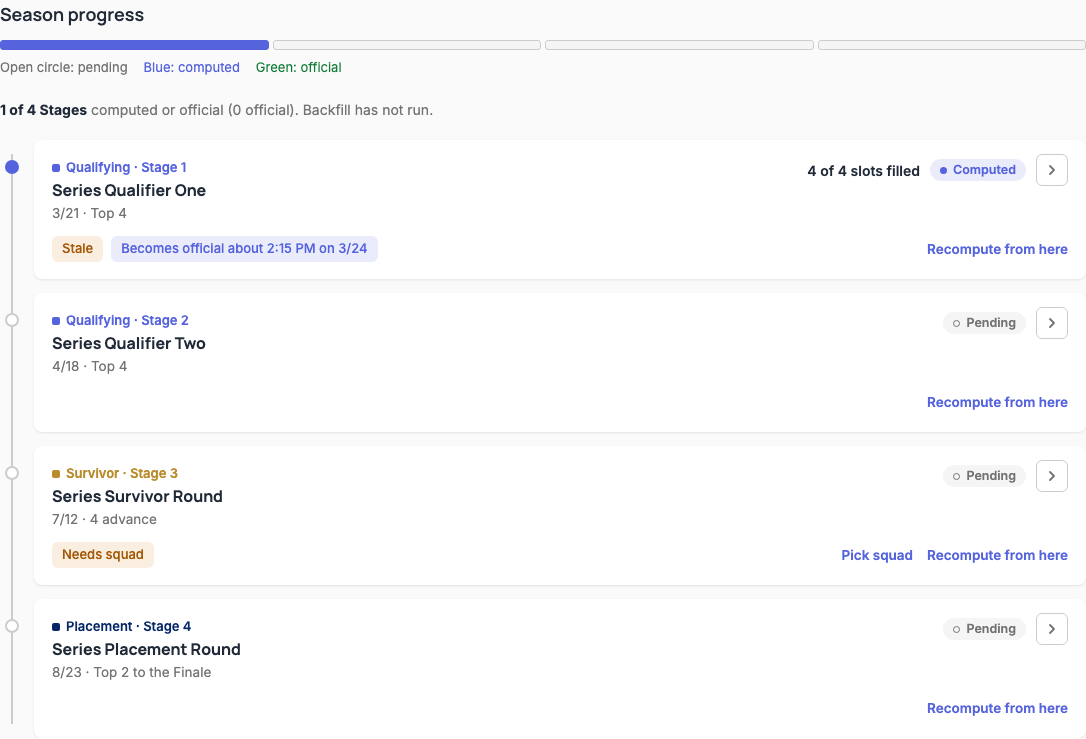 Season progress
Open circle: pending Blue: computed Green: official
1 of 4 Stages computed or official (0 official). Backfill has not run.
Qualifying · Stage 1
4 of 4 slots filled Computed
Series Qualifier One
3/21 · Top 4
Stale Becomes official about 2:15 PM on 3/24 Recompute from here
Qualifying · Stage 2 Pending
Series Qualifier Two
4/18 · Top 4
Recompute from here
Survivor · Stage 3 Pending
Series Survivor Round
7/12 · 4 advance
Needs squad Pick squad Recompute from here
Placement · Stage 4 Pending
Series Placement Round
8/23 · Top 2 to the Finale
Recompute from here